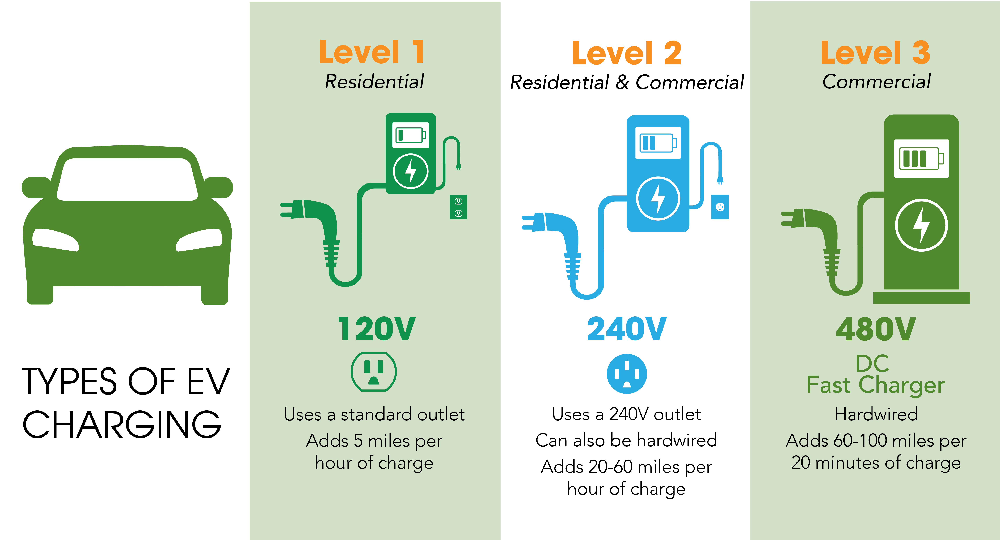 TYPES OF EV
CHARGING
Level 1
Residential
120V
Uses a standard outlet
Adds 5 miles per
hour of charge
Level 2
Residential & Commercial
240V
Uses a 240V outlet
Can also be hardwired
Adds 20-60 miles per
hour of charge
Level 3
Commercial
480V
DC
Fast Charger
Hardwired
Adds 60-100 miles per
20 minutes of charge